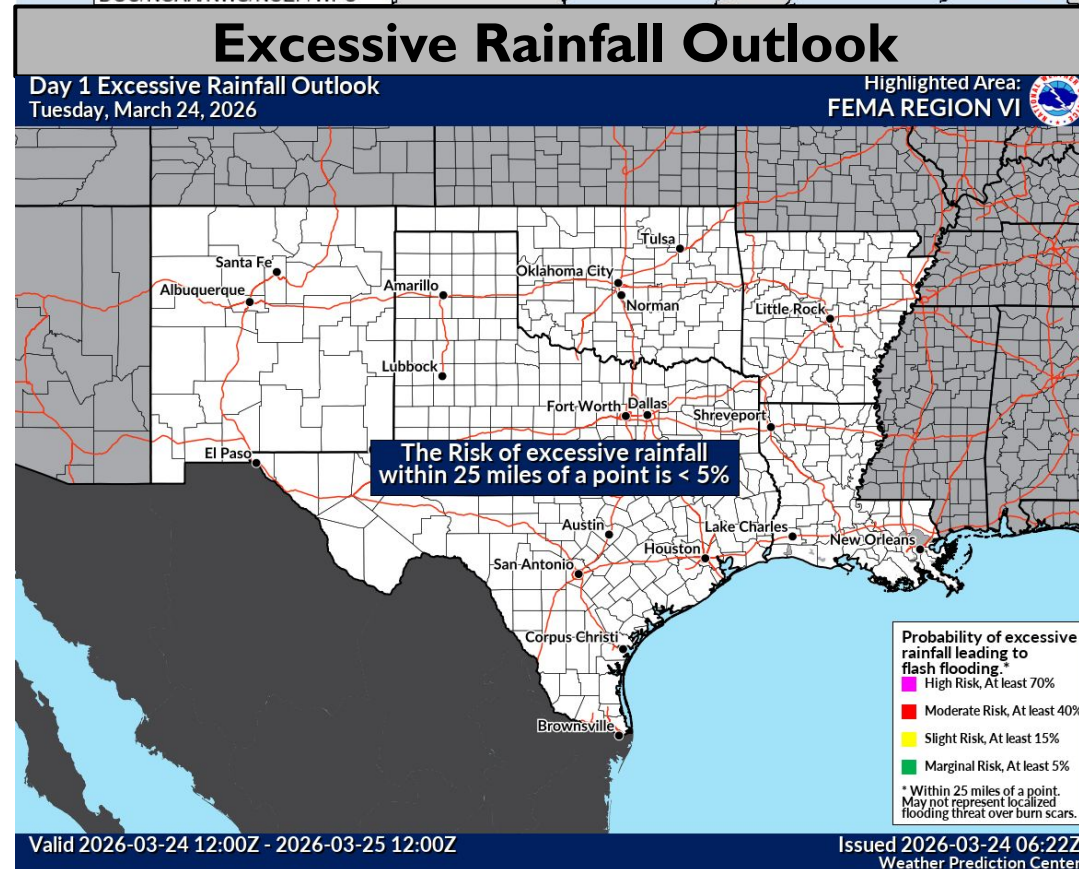 Excessive Rainfall Outlook
Day 1 Excessive Rainfall Outlook
Tuesday, March 24, 2026
Highlighted Area:
FEMA REGION VI
Tulsa
Santa Fe
Oklahoma City
Albuquerque
Amarillo
Norman
Little Rock
Lubbock
Fort Worth
Dallas
Shreveport
El Paso
The Risk of excessive rainfall
within 25 miles of a point is < 5%
Austin
Lake Charles
New Orleans
Houston
San Antonio
Corpus Christi
Brownsville
Probability of excessive
rainfall leading to
flash flooding.*
High Risk, At least 70%
Moderate Risk, At least 40%
Slight Risk, At least 15%
Marginal Risk, At least 5%
* Within 25 miles of a point.
May not represent localized
flooding threat over burn scars.
Valid 2026-03-24 12:00Z - 2026-03-25 12:00Z
Issued 2026-03-24 06:22Z
Weather Prediction Center